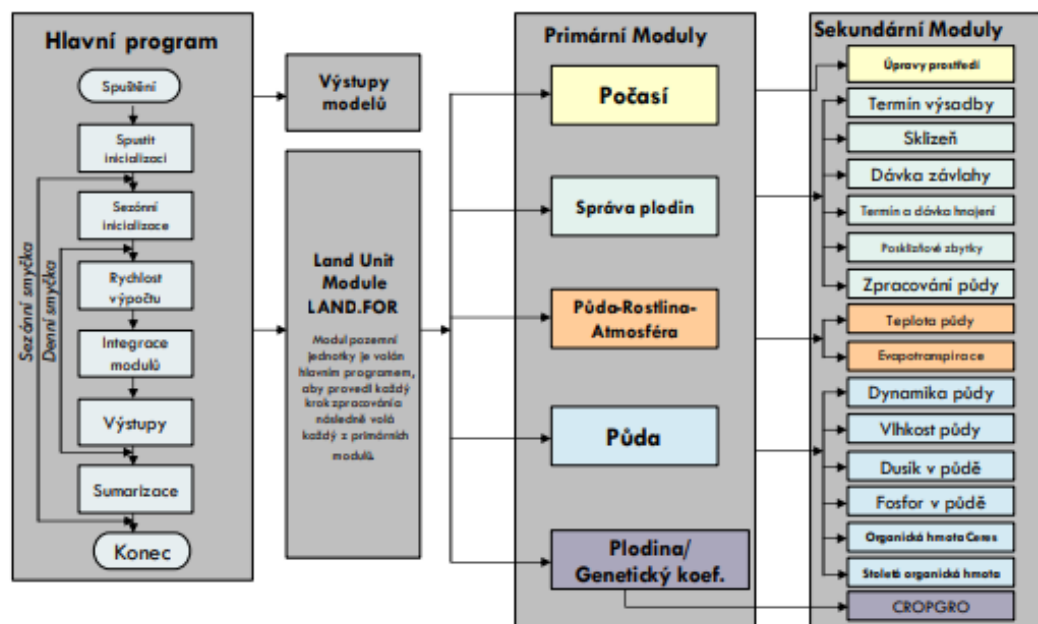 Hlavní program
Spuštění
Spustit
inicializaci
Sezónní
inicializace
Rychlost
výpočtu
Integrace
modulů
Výstupy
Sumarizace
Konec
Sezónní smyčka
Denní smyčka
Výstupy
modelů
Land Unit
Module
LAND.FOR
Modul pozemní
jednotky je volán
hlavním programem,
aby provedl každý
krok zpracování a
následně volá
každý z primárních
modulů.
Primární Moduly
Počasí
Správa plodin
Půda-Rostlina-
Atmosféra
Půda
Plodina/
Genetický koef.
Sekundární Moduly
Úpravy prostředí
Termín výsadby
Sklizeň
Dávka závlahy
Termín a dávka hnojení
Posklizňové zbytky
Zpracování půdy
Teplota půdy
Evapotranspirace
Dynamika půdy
Vlhkost půdy
Dusík v půdě
Fosfor v půdě
Organická hmota Ceres
Stoletá organická hmota
CROPGRO